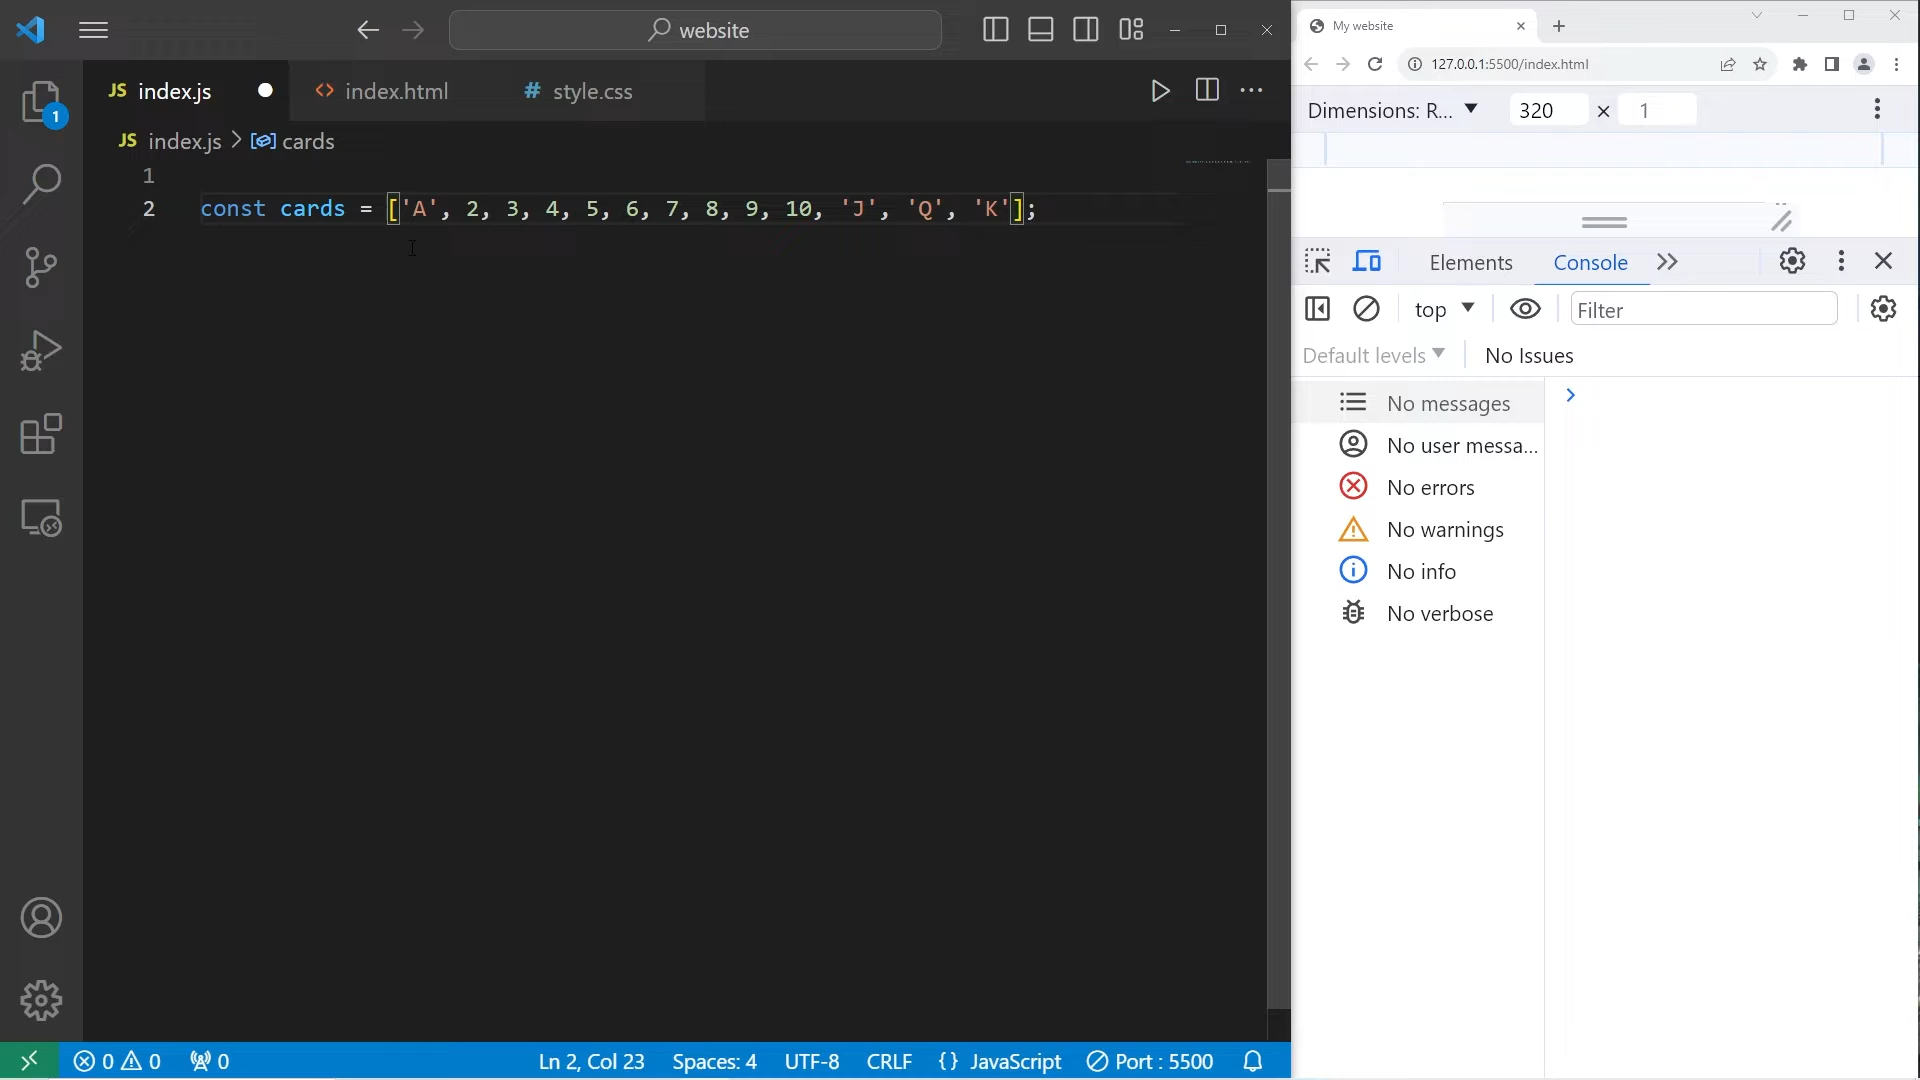 website
JS index.js
<> index.html
# style.css
JS index.js > cards
1
2 const cards = ['A', 2, 3, 4, 5, 6, 7, 8, 9, 10, 'J', 'Q', 'K'];
1
0 0 0
Ln 2, Col 23
Spaces: 4
UTF-8
CRLF
{} JavaScript
Port : 5500
My website
127.0.0.1:5500/index.html
Dimensions: R... 320 × 1
Elements
Console
top
Filter
Default levels
No Issues
No messages
No user messa...
No errors
No warnings
No info
No verbose